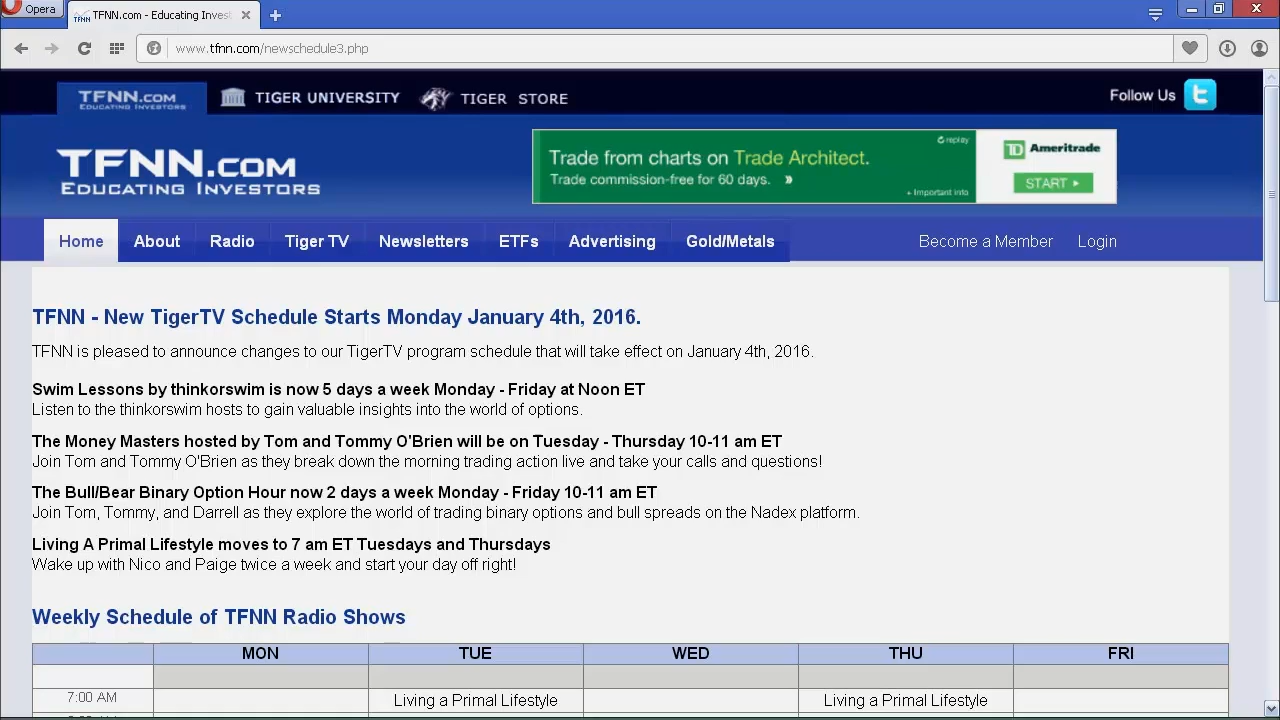 Opera
TFNN.com - Educating Invest
www.tfnn.com/newschedule3.php
TFNN.COM
EDUCATING INVESTORS
TIGER UNIVERSITY
TIGER STORE
Follow Us
TFNN.COM
EDUCATING INVESTORS
Trade from charts on Trade Architect.
Trade commission-free for 60 days. »
replay
+ Important info
TD Ameritrade
START
Home
About
Radio
Tiger TV
Newsletters
ETFs
Advertising
Gold/Metals
Become a Member
Login
TFNN - New TigerTV Schedule Starts Monday January 4th, 2016.
TFNN is pleased to announce changes to our TigerTV program schedule that will take effect on January 4th, 2016.
Swim Lessons by thinkorswim is now 5 days a week Monday - Friday at Noon ET
Listen to the thinkorswim hosts to gain valuable insights into the world of options.
The Money Masters hosted by Tom and Tommy O'Brien will be on Tuesday - Thursday 10-11 am ET
Join Tom and Tommy O'Brien as they break down the morning trading action live and take your calls and questions!
The Bull/Bear Binary Option Hour now 2 days a week Monday - Friday 10-11 am ET
Join Tom, Tommy, and Darrell as they explore the world of trading binary options and bull spreads on the Nadex platform.
Living A Primal Lifestyle moves to 7 am ET Tuesdays and Thursdays
Wake up with Nico and Paige twice a week and start your day off right!
Weekly Schedule of TFNN Radio Shows
MON TUE WED THU FRI
7:00 AM Living a Primal Lifestyle Living a Primal Lifestyle